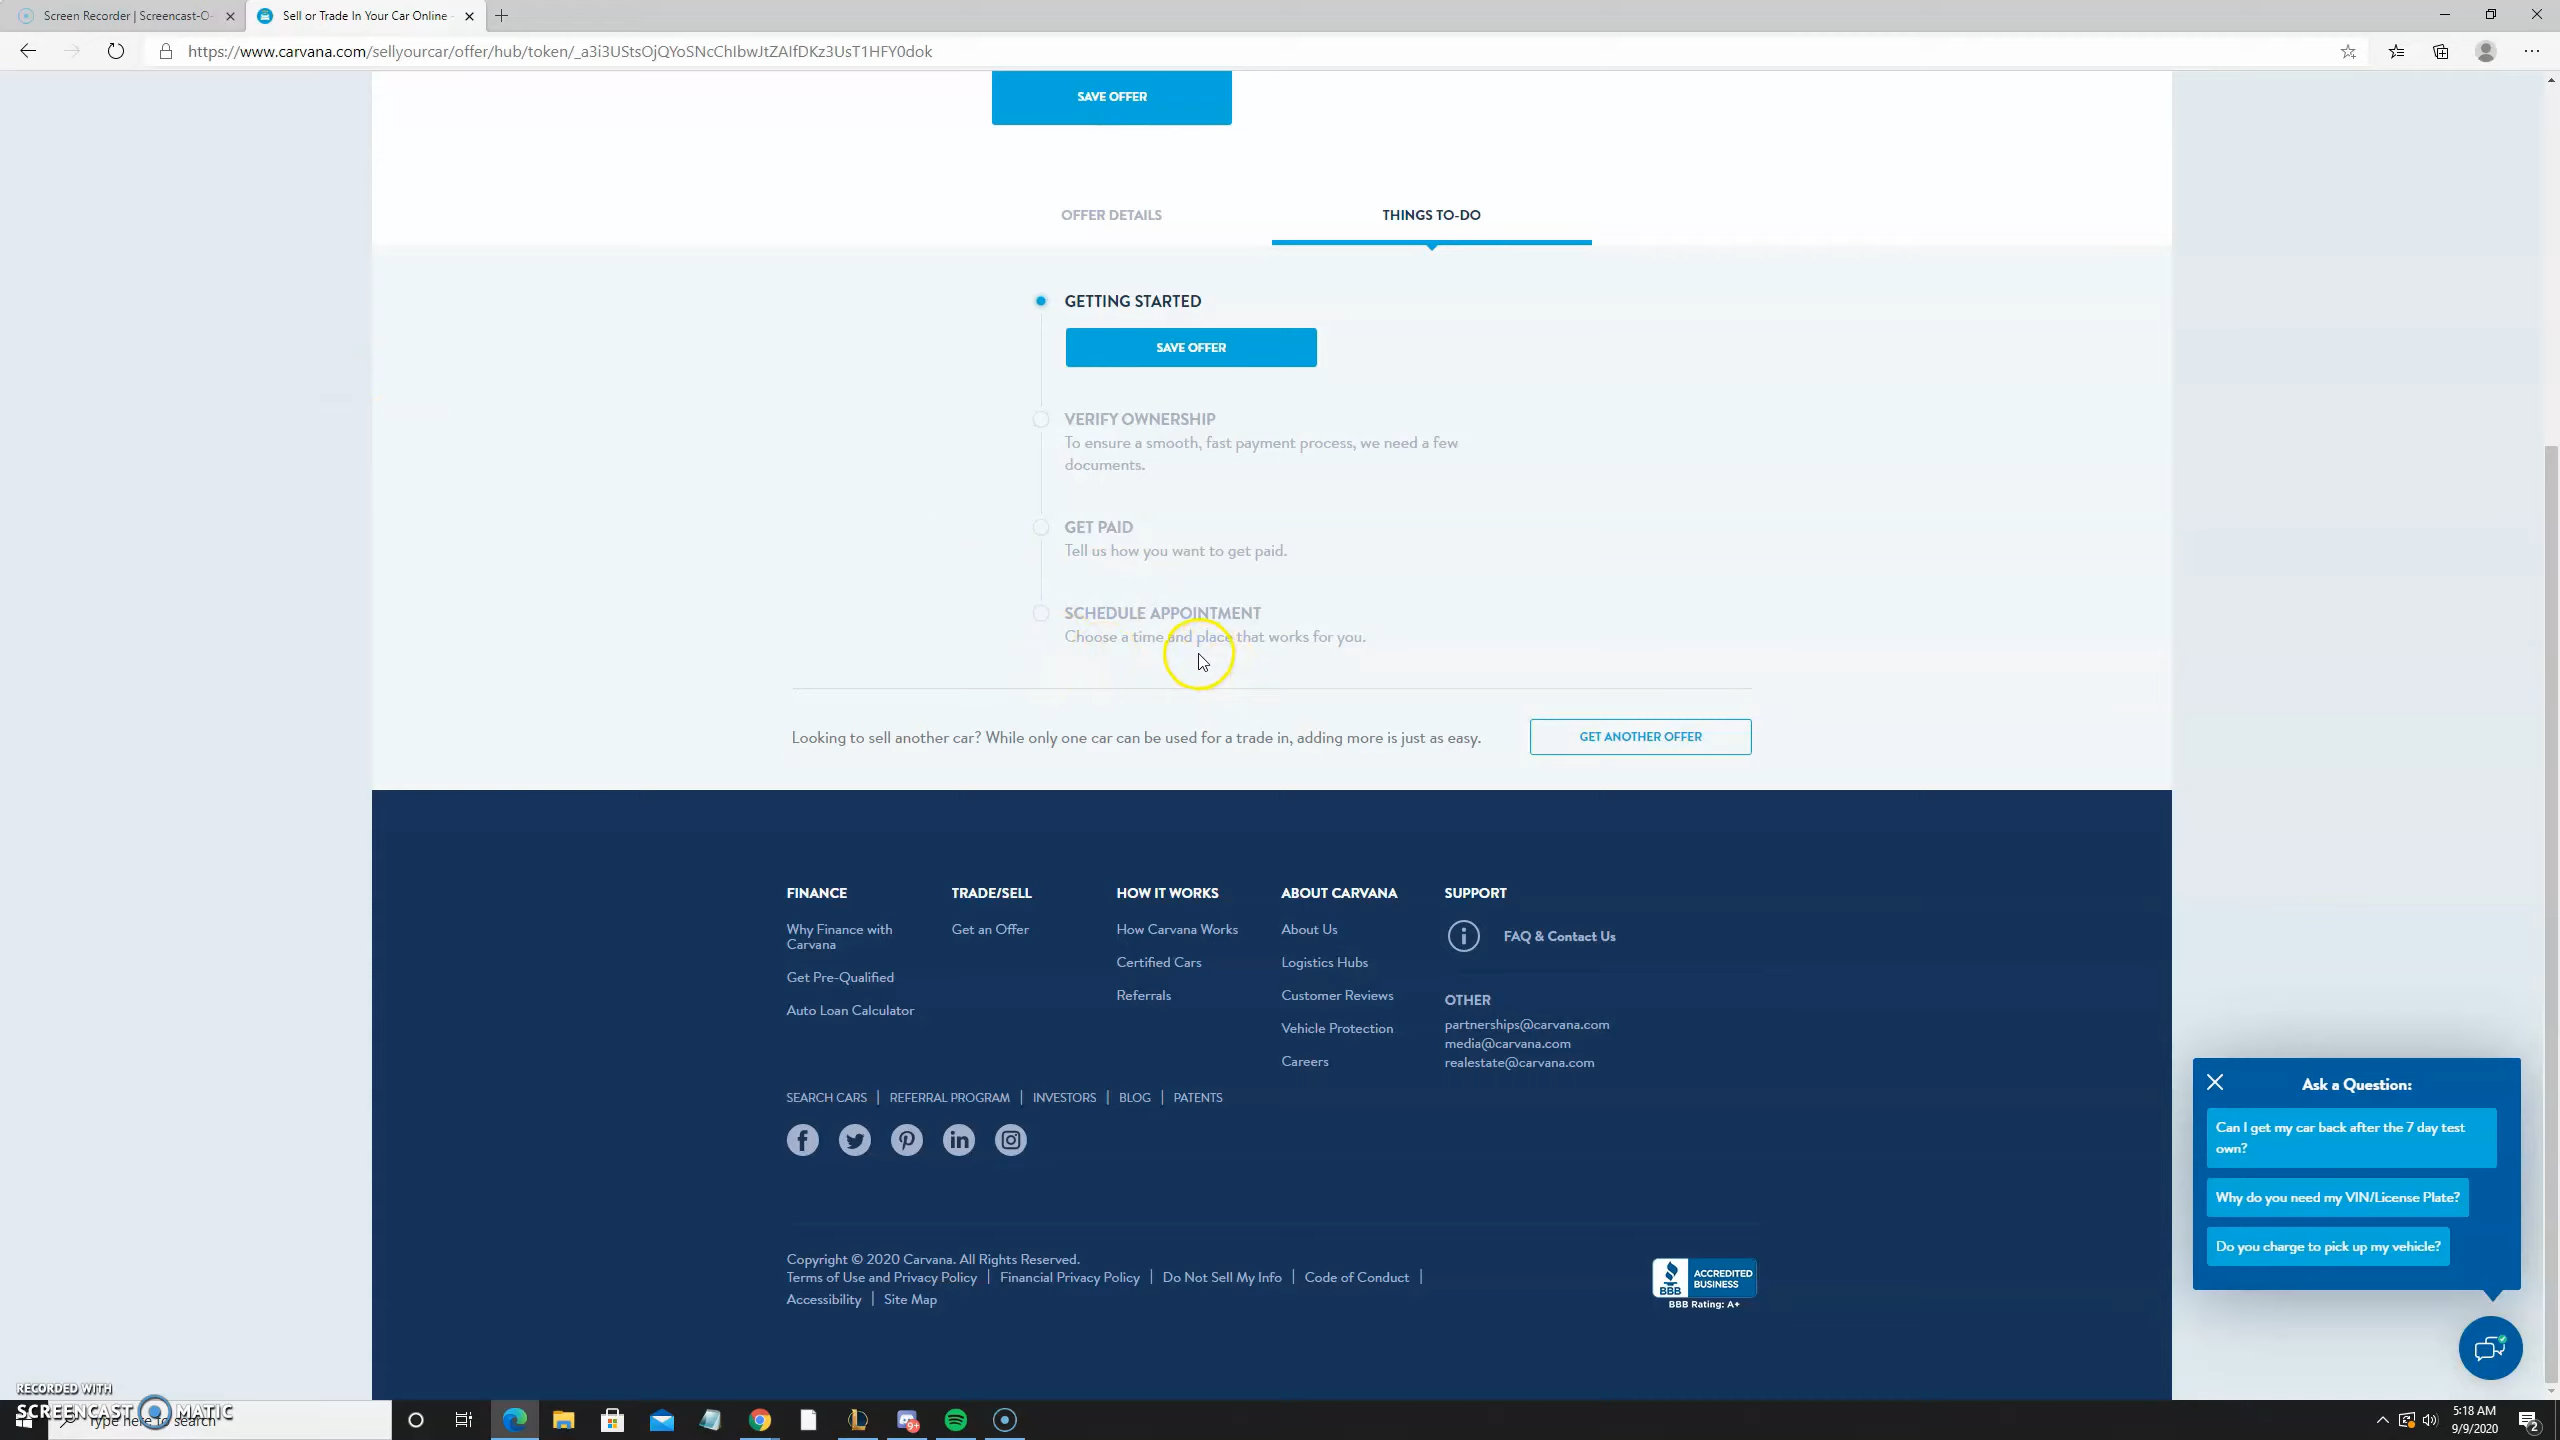 Screen Recorder | Screencast-O-
Sell or Trade In Your Car Online -
https://www.carvana.com/sellyourcar/offer/hub/token/_a3i3UStsOjQYoSNcChIbwJtZAIfDKz3UsT1HFY0dok
SAVE OFFER
OFFER DETAILS
THINGS TO-DO
GETTING STARTED
SAVE OFFER
VERIFY OWNERSHIP
To ensure a smooth, fast payment process, we need a few
documents.
GET PAID
Tell us how you want to get paid.
SCHEDULE APPOINTMENT
Choose a time and place that works for you.
Looking to sell another car? While only one car can be used for a trade in, adding more is just as easy.
GET ANOTHER OFFER
FINANCE
Why Finance with
Carvana
Get Pre-Qualified
Auto Loan Calculator
TRADE/SELL
Get an Offer
HOW IT WORKS
How Carvana Works
Certified Cars
Referrals
ABOUT CARVANA
About Us
Logistics Hubs
Customer Reviews
Vehicle Protection
Careers
SUPPORT
FAQ & Contact Us
OTHER
partnerships@carvana.com
media@carvana.com
realestate@carvana.com
SEARCH CARS | REFERRAL PROGRAM | INVESTORS | BLOG | PATENTS
Copyright © 2020 Carvana. All Rights Reserved.
Terms of Use and Privacy Policy | Financial Privacy Policy | Do Not Sell My Info | Code of Conduct |
Accessibility | Site Map
BBB
ACCREDITED
BUSINESS
BBB Rating: A+
Ask a Question:
Can I get my car back after the 7 day test
own?
Why do you need my VIN/License Plate?
Do you charge to pick up my vehicle?
RECORDED WITH
SCREENCAST MATIC
Type here to search
9+
5:18 AM
9/9/2020
2